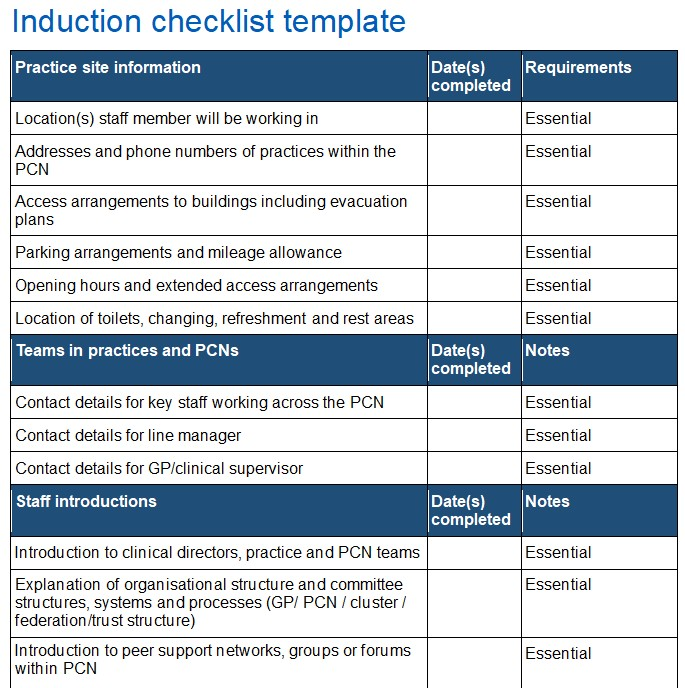 Induction checklist template
Practice site information
Date(s)
completed
Requirements
Location(s) staff member will be working in
Essential
Addresses and phone numbers of practices within the
PCN
Essential
Access arrangements to buildings including evacuation
plans
Essential
Parking arrangements and mileage allowance
Essential
Opening hours and extended access arrangements
Essential
Location of toilets, changing, refreshment and rest areas
Essential
Teams in practices and PCNs
Date(s)
completed
Notes
Contact details for key staff working across the PCN
Essential
Contact details for line manager
Essential
Contact details for GP/clinical supervisor
Essential
Staff introductions
Date(s)
completed
Notes
Introduction to clinical directors, practice and PCN teams
Essential
Explanation of organisational structure and committee
structures, systems and processes (GP/ PCN / cluster /
federation/trust structure)
Essential
Introduction to peer support networks, groups or forums
within PCN
Essential